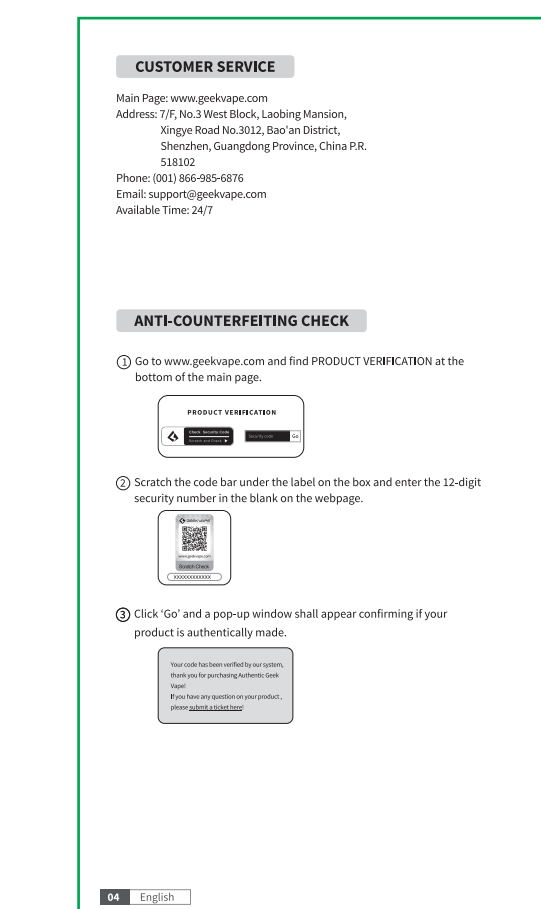 CUSTOMER SERVICE
Main Page: www.geekvape.com
Address: 7/F, No.3 West Block, Laobing Mansion,
Xingye Road No.3012, Bao'an District,
Shenzhen, Guangdong Province, China P.R.
518102
Phone: (001) 866-985-6876
Email: support@geekvape.com
Available Time: 24/7
ANTI-COUNTERFEITING CHECK
① Go to www.geekvape.com and find PRODUCT VERIFICATION at the
bottom of the main page.
PRODUCT VERIFICATION
Check Security Code
Scratch and Check
Security code Go
② Scratch the code bar under the label on the box and enter the 12-digit
security number in the blank on the webpage.
GEEKVAPE
www.geekvape.com
Scratch Check
XXXXXXXXXXXX
③ Click ‘Go’ and a pop-up window shall appear confirming if your
product is authentically made.
Your code has been verified by our system,
thank you for purchasing Authentic Geek
Vape!
If you have any question on your product ,
please submit a ticket here!
04 English